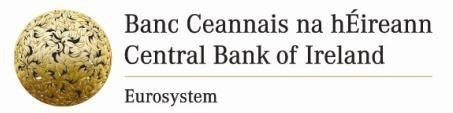 Banc Ceannais na hÉireann
Central Bank of Ireland
Eurosystem